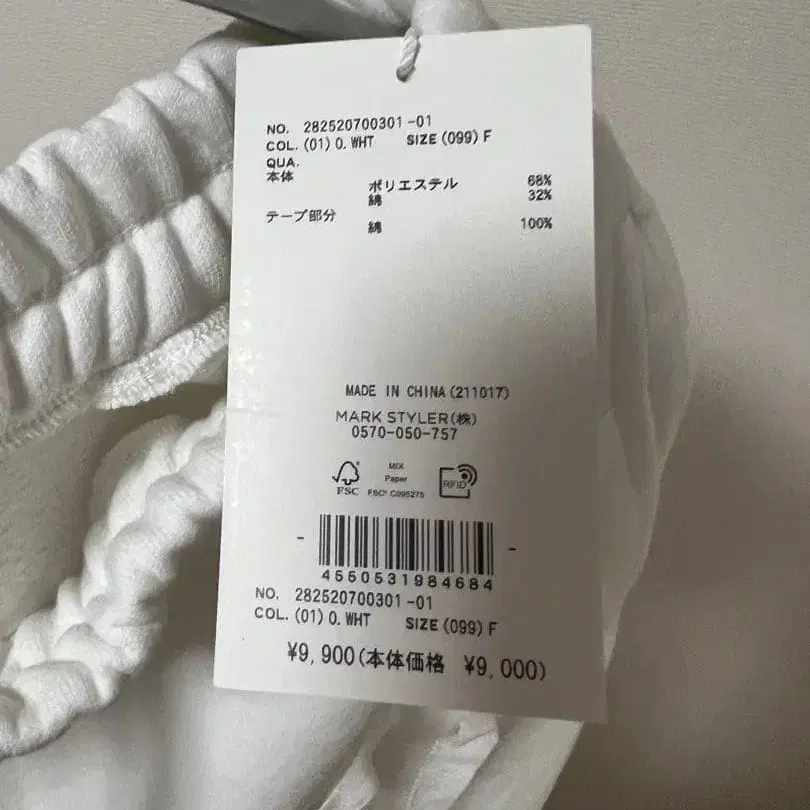 NO. 282520700301-01
COL.(01)O.WHT SIZE(099)F
QUA.
本体
ポリエステル 68%
綿 32%
テープ部分
綿 100%
MADE IN CHINA(211017)
MARK STYLER(株)
0570-050-757
MIX
Paper
FSC FSC® C095275
RFID
4550531984684
NO. 282520700301-01
COL.(01)O.WHT SIZE(099)F
¥9,900(本体価格 ¥9,000)